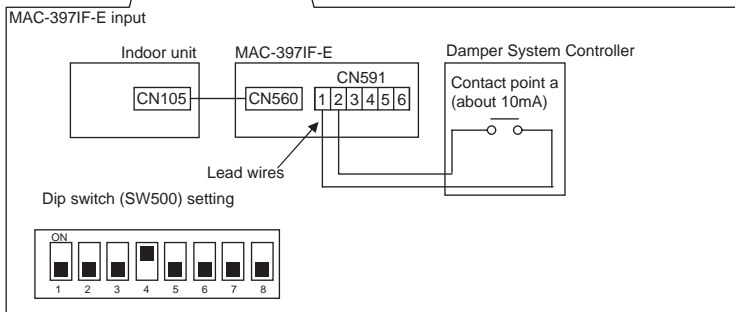 MAC-397IF-E input
Indoor unit
MAC-397IF-E
Damper System Controller
CN591
Contact point a
(about 10mA)
CN105
CN560
1 2 3 4 5 6
Lead wires
Dip switch (SW500) setting
ON
1 2 3 4 5 6 7 8